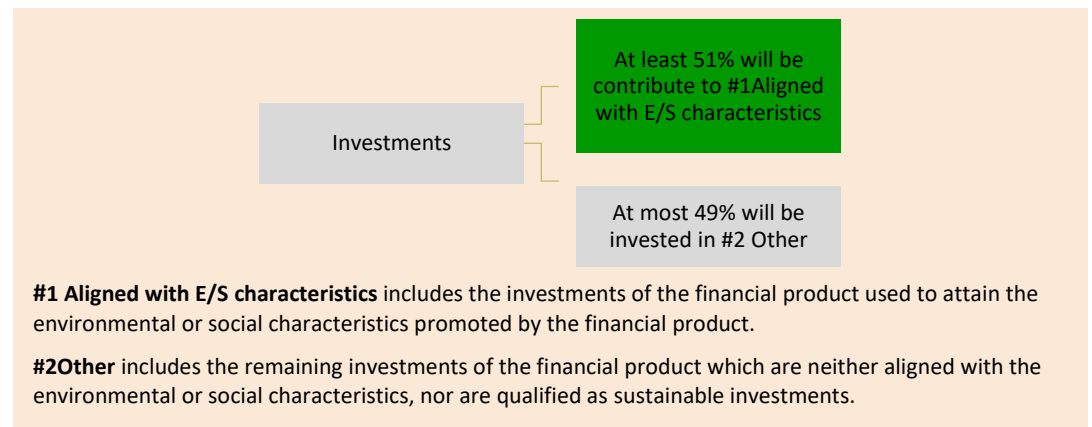 At least 51% will be
contribute to #1Aligned
with E/S characteristics
Investments
At most 49% will be
invested in #2 Other
#1 Aligned with E/S characteristics includes the investments of the financial product used to attain the
environmental or social characteristics promoted by the financial product.
#2Other includes the remaining investments of the financial product which are neither aligned with the
environmental or social characteristics, nor are qualified as sustainable investments.